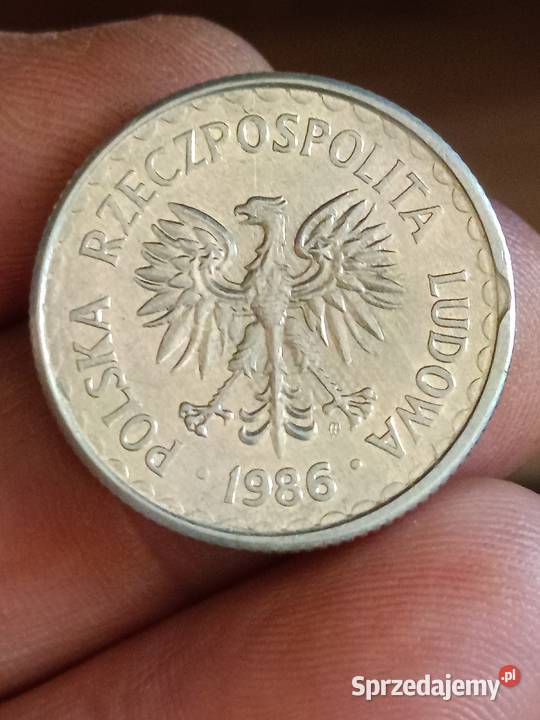 POLSKA RZECZPOSPOLITA LUDOWA
· 1986 ·
Sprzedajemy.pl